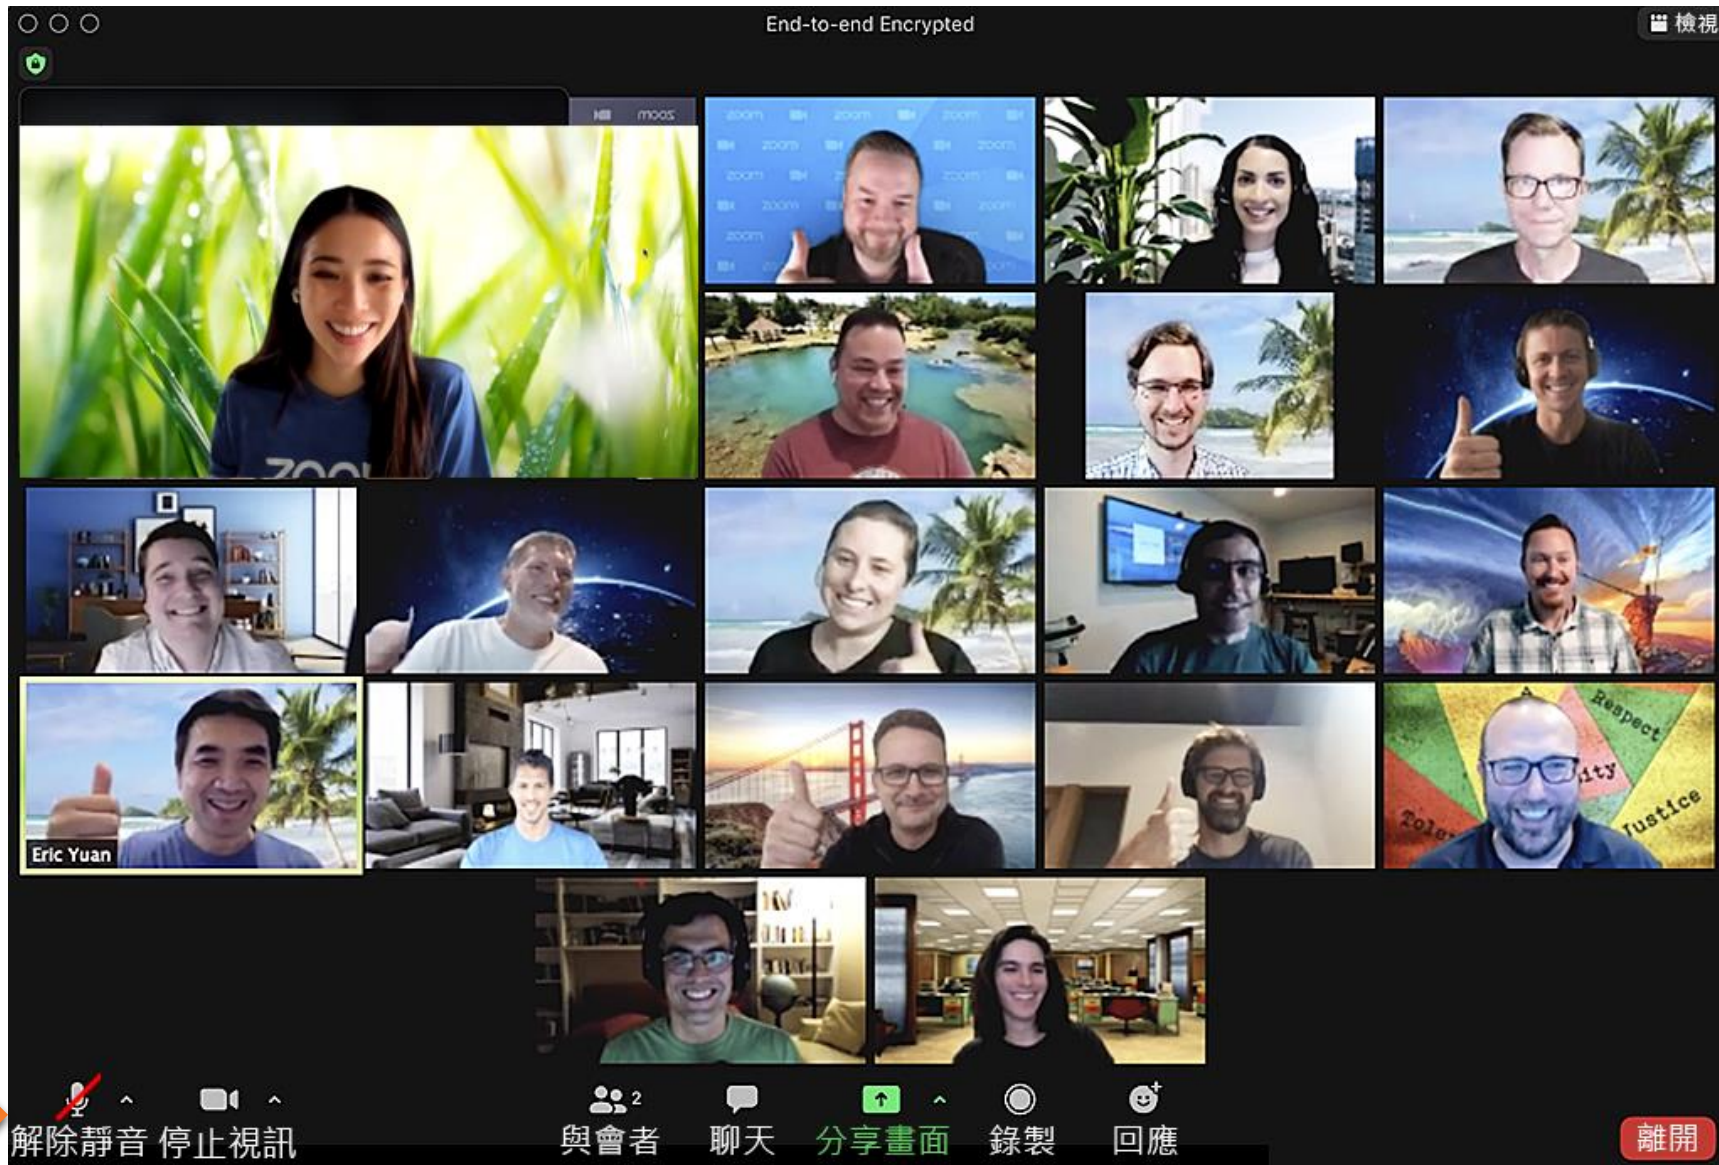 End-to-end Encrypted
檢視
zoom
Respect
Justice
Eric Yuan
2
解除靜音
停止視訊
與會者
聊天
分享畫面
錄製
回應
離開